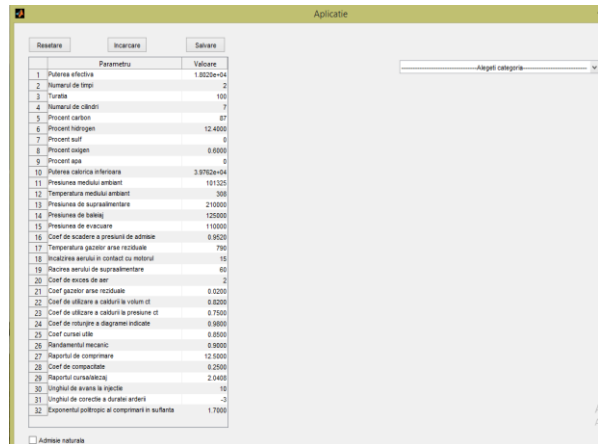 Aplicatie
Resetare Incarcare Salvare
Parametru Valoare
--------Alegeti categoria--------
1 Puterea efectiva 1.8020e+04
2 Numarul de timpi 2
3 Turatia 100
4 Numarul de cilindri 7
5 Procent carbon 87
6 Procent hidrogen 12.4000
7 Procent sulf 0
8 Procent oxigen 0.6000
9 Procent apa 0
10 Puterea calorica inferioara 3.9762e+04
11 Presiunea mediului ambiant 101325
12 Temperatura mediului ambiant 308
13 Presiunea de supraalimentare 210000
14 Presiunea de baleiaj 125000
15 Presiunea de evacuare 110000
16 Coef de scadere a presiunii de admisie 0.9520
17 Temperatura gazelor arse reziduale 790
18 Incalzirea aerului in contact cu motorul 15
19 Racirea aerului de supraalimentare 60
20 Coef de exces de aer 2
21 Coef gazelor arse reziduale 0.0200
22 Coef de utilizare a caldurii la volum ct 0.8200
23 Coef de utilizare a caldurii la presiune ct 0.7500
24 Coef de rotunjire a diagramei indicate 0.9800
25 Coef cursei utile 0.8500
26 Randamentul mecanic 0.9000
27 Raportul de comprimare 12.5000
28 Coef de compacitate 0.2500
29 Raportul cursa/alezaj 2.0400
30 Unghiul de avans la injectie 10
31 Unghiul de corectie a duratei arderii -3
32 Exponentul politropic al comprimarii in suflanta 1.7000
Admisie naturala